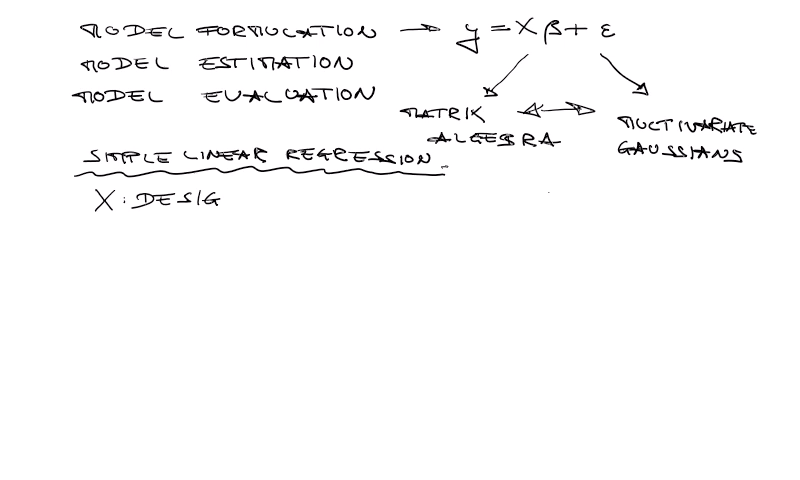 MODEL FORMULATION → y = Xβ + ε
MODEL ESTIMATION
MODEL EVALUATION
MATRIX ALGEBRA ↔ MULTIVARIATE GAUSSIANS
SIMPLE LINEAR REGRESSION
X: DESIG